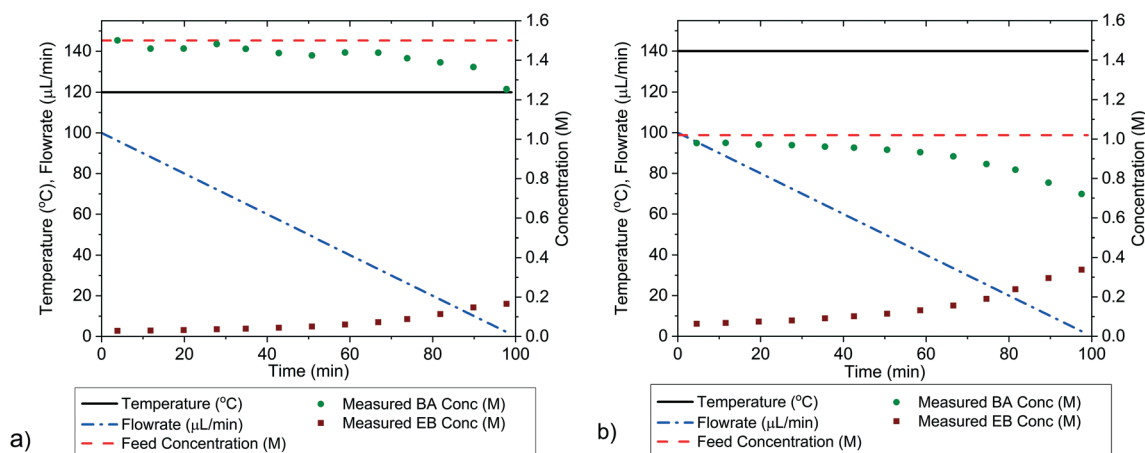 Temperature (°C), Flowrate (μL/min)
140
120
100
80
60
40
20
0
0 20 40 60 80 100
Time (min)
1.6
1.4
1.2
1.0
0.8
0.6
0.4
0.2
0.0
Concentration (M)
Temperature (°C)
Flowrate (μL/min)
Feed Concentration (M)
Measured BA Conc (M)
Measured EB Conc (M)
a)
Temperature (°C), Flowrate (μL/min)
140
120
100
80
60
40
20
0
0 20 40 60 80 100
Time (min)
1.6
1.4
1.2
1.0
0.8
0.6
0.4
0.2
0.0
Concentration (M)
Temperature (°C)
Flowrate (μL/min)
Feed Concentration (M)
Measured BA Conc (M)
Measured EB Conc (M)
b)